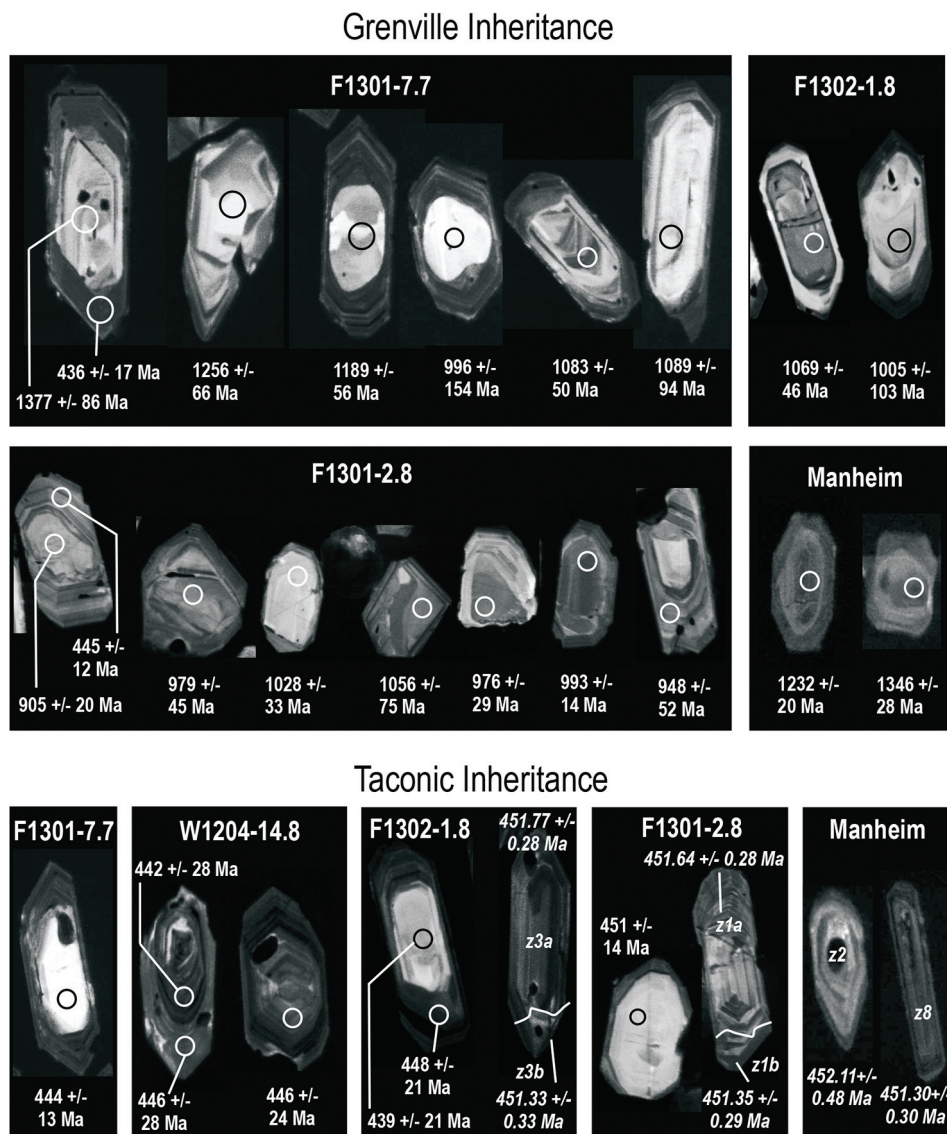 Grenville Inheritance
F1301-7.7
436 +/- 17 Ma
1377 +/- 86 Ma
1256 +/-
66 Ma
1189 +/-
56 Ma
996 +/-
154 Ma
1083 +/-
50 Ma
1089 +/-
94 Ma
F1302-1.8
1069 +/-
46 Ma
1005 +/-
103 Ma
F1301-2.8
445 +/-
12 Ma
905 +/- 20 Ma
979 +/-
45 Ma
1028 +/-
33 Ma
1056 +/-
75 Ma
976 +/-
29 Ma
993 +/-
14 Ma
948 +/-
52 Ma
Manheim
1232 +/-
20 Ma
1346 +/-
28 Ma
Taconic Inheritance
F1301-7.7
444 +/-
13 Ma
W1204-14.8
442 +/- 28 Ma
446 +/-
28 Ma
446 +/-
24 Ma
F1302-1.8
448 +/-
21 Ma
439 +/- 21 Ma
451.77 +/-
0.28 Ma
z3a
z3b
451.33 +/-
0.33 Ma
F1301-2.8
451.64 +/- 0.28 Ma
451 +/-
14 Ma
z1a
z1b
451.35 +/-
0.29 Ma
Manheim
z2
z8
452.11+/-
0.48 Ma
451.30+/-
0.30 Ma